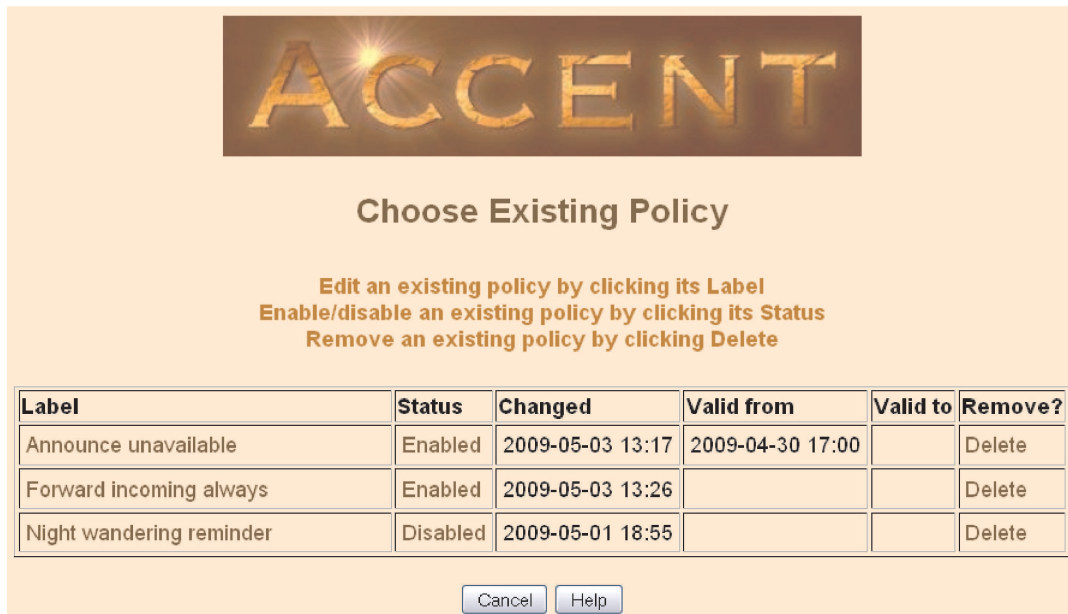 ACCENT
Choose Existing Policy
Edit an existing policy by clicking its Label
Enable/disable an existing policy by clicking its Status
Remove an existing policy by clicking Delete
Label Status Changed Valid from Valid to Remove?
Announce unavailable Enabled 2009-05-03 13:17 2009-04-30 17:00 Delete
Forward incoming always Enabled 2009-05-03 13:26 Delete
Night wandering reminder Disabled 2009-05-01 18:55 Delete
Cancel Help